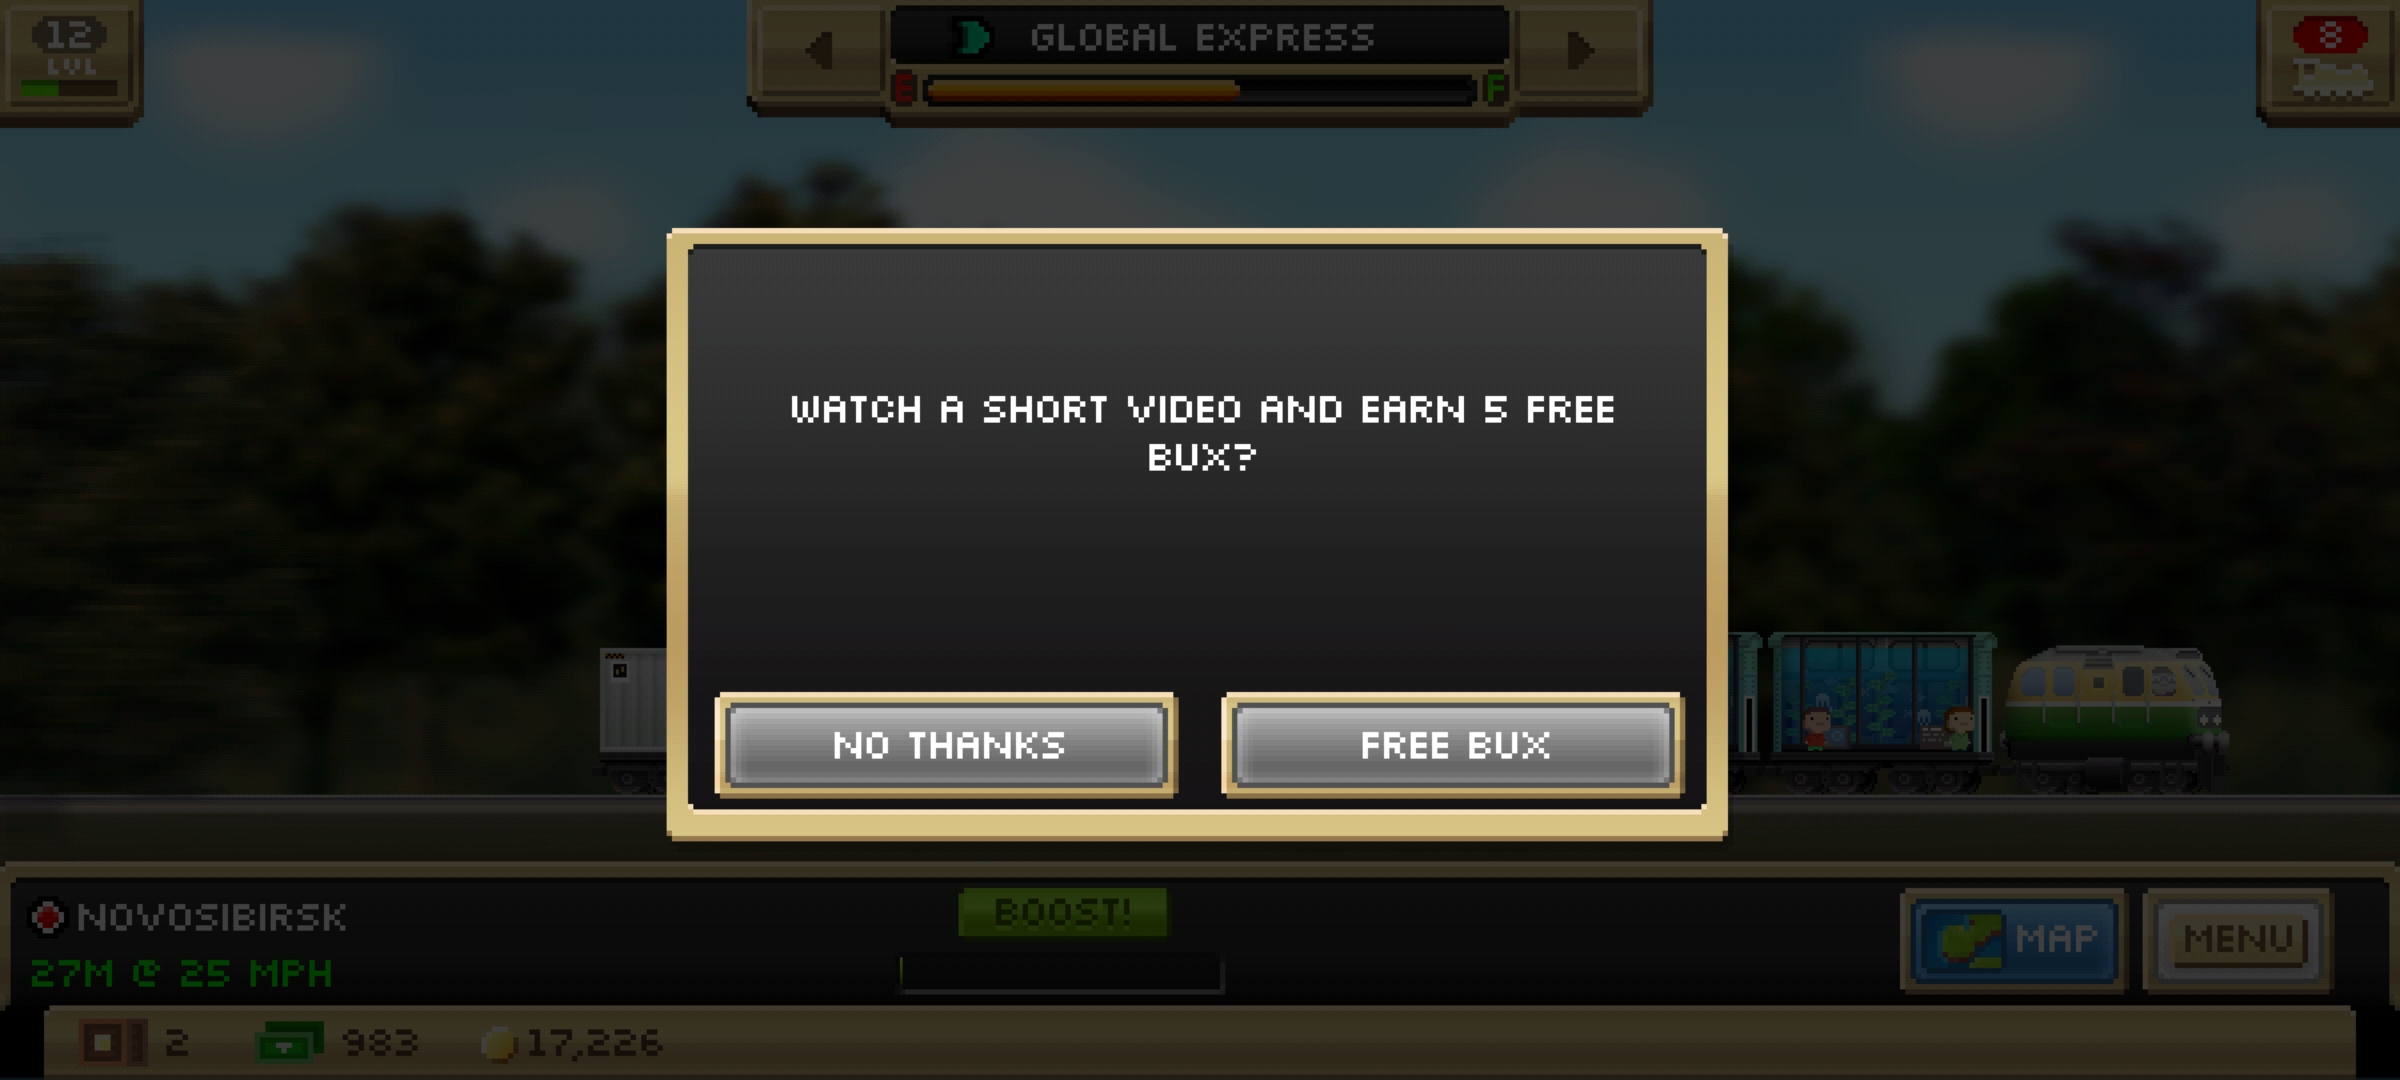 12
LVL
GLOBAL EXPRESS
E
F
8
WATCH A SHORT VIDEO AND EARN 5 FREE
BUX?
NO THANKS
FREE BUX
NOVOSIBIRSK
27M @ 25 MPH
BOOST!
MAP
MENU
2
983
17,226